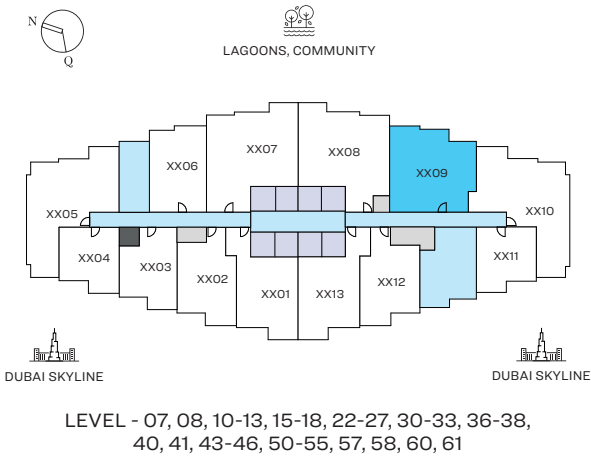 N
Q
LAGOONS, COMMUNITY
XX07
XX08
XX06
XX09
XX05
XX10
XX04
XX03
XX02
XX01
XX13
XX12
XX11
DUBAI SKYLINE
DUBAI SKYLINE
LEVEL - 07, 08, 10-13, 15-18, 22-27, 30-33, 36-38,
40, 41, 43-46, 50-55, 57, 58, 60, 61